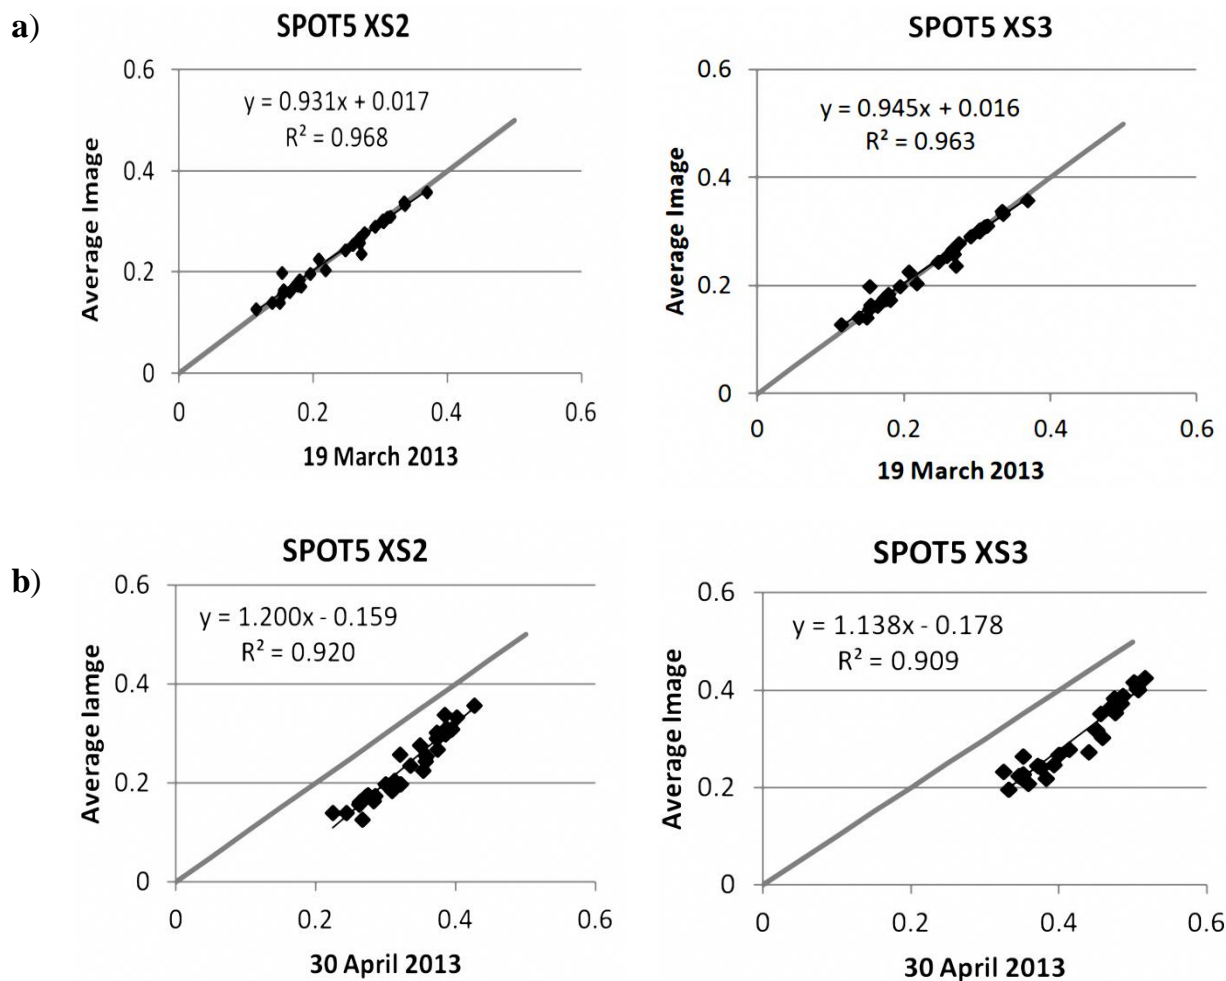 a)
SPOT5 XS2
y = 0.931x + 0.017
R² = 0.968
Average Image
0.6
0.4
0.2
0
0 0.2 0.4 0.6
19 March 2013
SPOT5 XS3
y = 0.945x + 0.016
R² = 0.963
Average Image
0.6
0.4
0.2
0
0 0.2 0.4 0.6
19 March 2013
b)
SPOT5 XS2
y = 1.200x - 0.159
R² = 0.920
Average Iamge
0.6
0.4
0.2
0
0 0.2 0.4 0.6
30 April 2013
SPOT5 XS3
y = 1.138x - 0.178
R² = 0.909
Average Image
0.6
0.4
0.2
0
0 0.2 0.4 0.6
30 April 2013